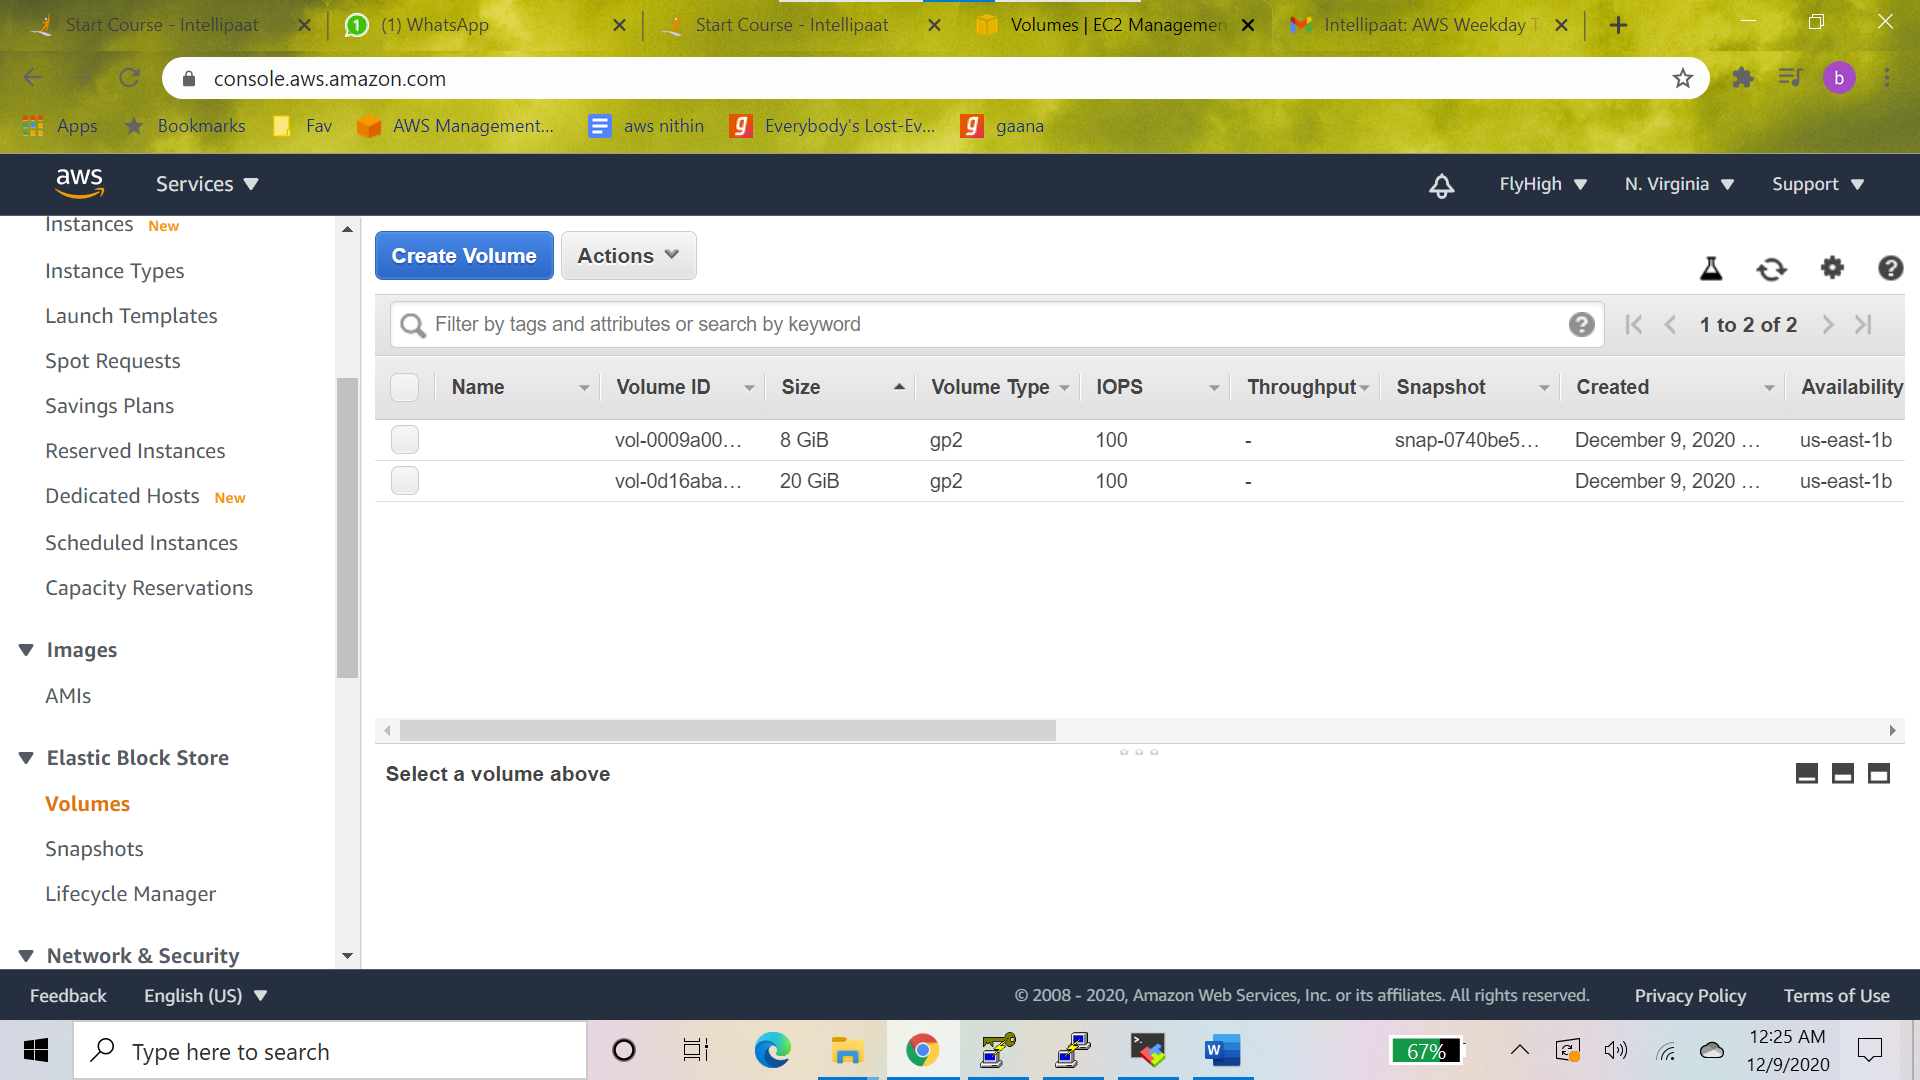 Start Course - Intellipaat
(1) WhatsApp
Start Course - Intellipaat
Volumes | EC2 Managemen
Intellipaat: AWS Weekday T
console.aws.amazon.com
b
Apps
Bookmarks
Fav
AWS Management...
aws nithin
Everybody's Lost-Ev...
gaana
aws
Services
FlyHigh
N. Virginia
Support
Instances New
Instance Types
Launch Templates
Spot Requests
Savings Plans
Reserved Instances
Dedicated Hosts New
Scheduled Instances
Capacity Reservations
Images
AMIs
Elastic Block Store
Volumes
Snapshots
Lifecycle Manager
Network & Security
Create Volume
Actions
Filter by tags and attributes or search by keyword
1 to 2 of 2
Name Volume ID Size Volume Type IOPS Throughput Snapshot Created Availability
vol-0009a00... 8 GiB gp2 100 - snap-0740be5... December 9, 2020 ... us-east-1b
vol-0d16aba... 20 GiB gp2 100 - December 9, 2020 ... us-east-1b
Select a volume above
Feedback
English (US)
© 2008 - 2020, Amazon Web Services, Inc. or its affiliates. All rights reserved.
Privacy Policy
Terms of Use
Type here to search
67%
12:25 AM
12/9/2020